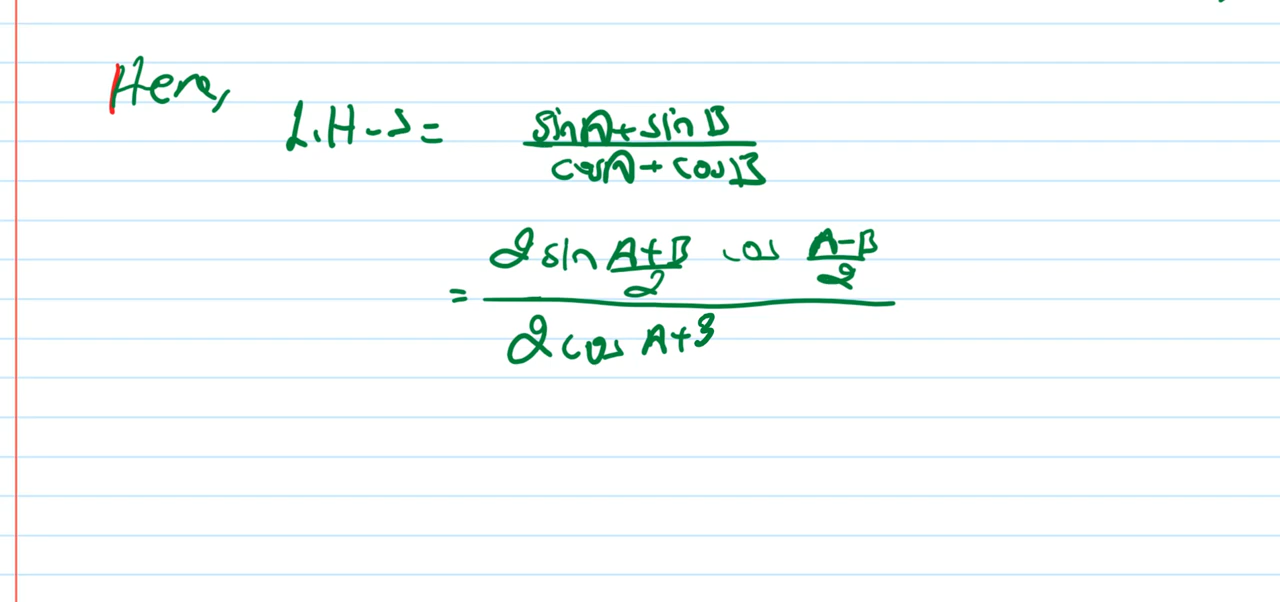 Here,
L.H-S = (sinA + sinB) / (cosA + cosB)
= (2 sin (A+B)/2 cos (A-B)/2) / (2 cos A+B)